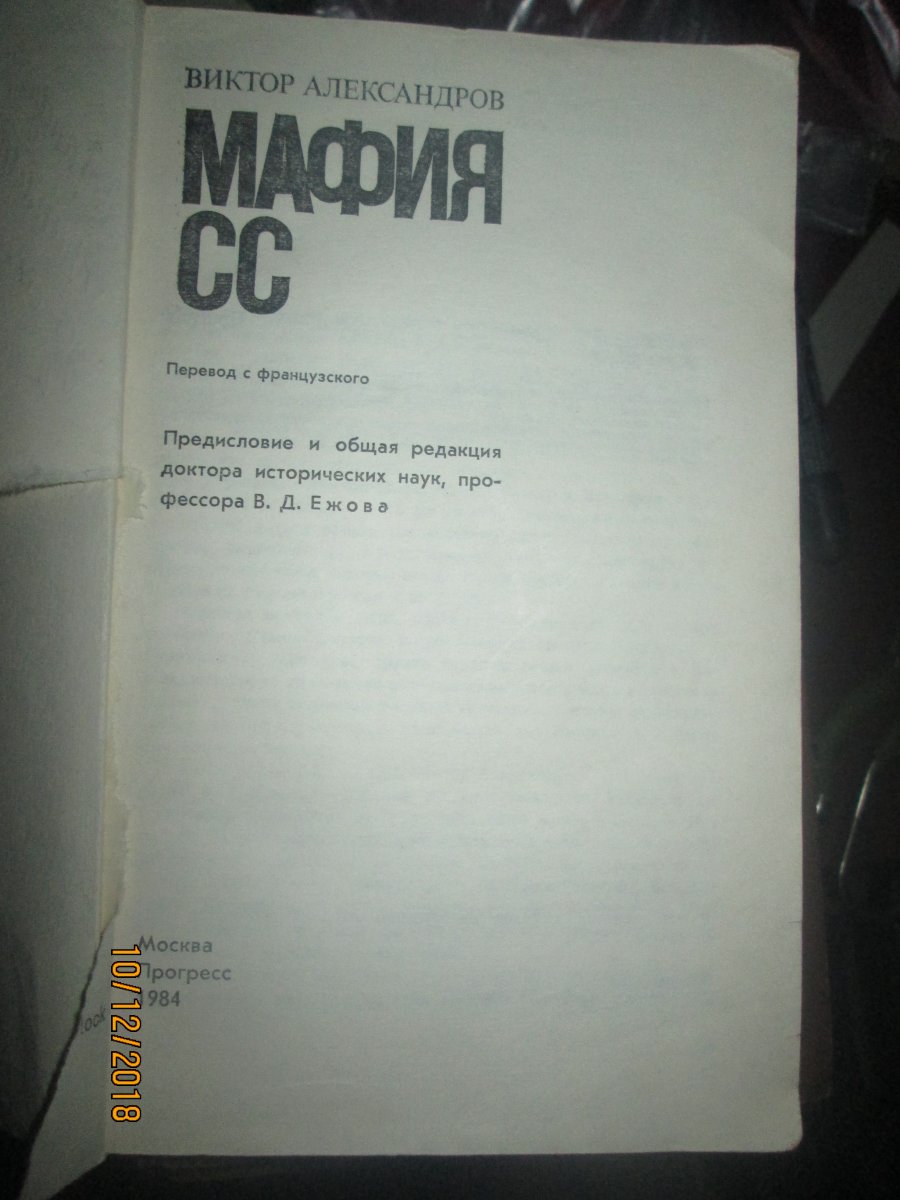 ВИКТОР АЛЕКСАНДРОВ
МАФИЯ
СС
Перевод с французского
Предисловие и общая редакция
доктора исторических наук, про-
фессора В. Д. Ежова
Москва
Прогресс
1984
10/12/2018